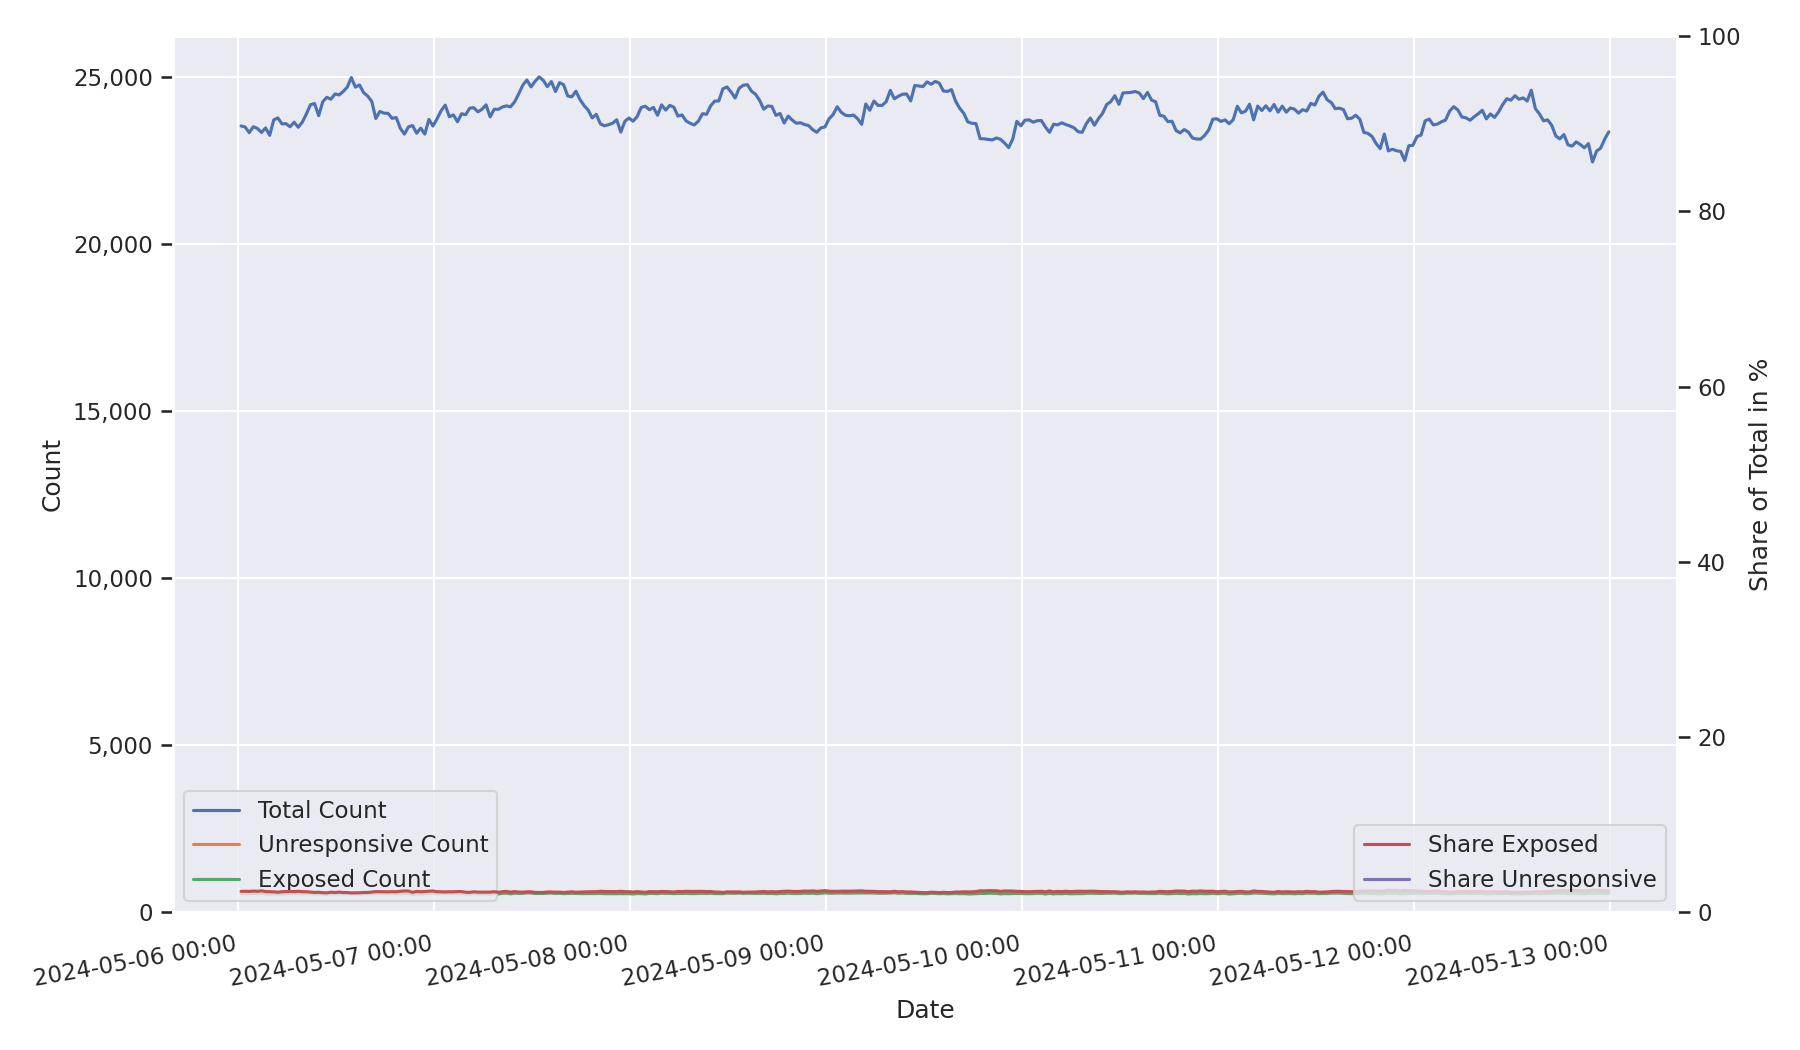 25,000
20,000
15,000
10,000
5,000
0
Count
100
80
60
40
20
0
Share of Total in %
Total Count
Unresponsive Count
Exposed Count
Share Exposed
Share Unresponsive
2024-05-06 00:00
2024-05-07 00:00
2024-05-08 00:00
2024-05-09 00:00
2024-05-10 00:00
2024-05-11 00:00
2024-05-12 00:00
2024-05-13 00:00
Date